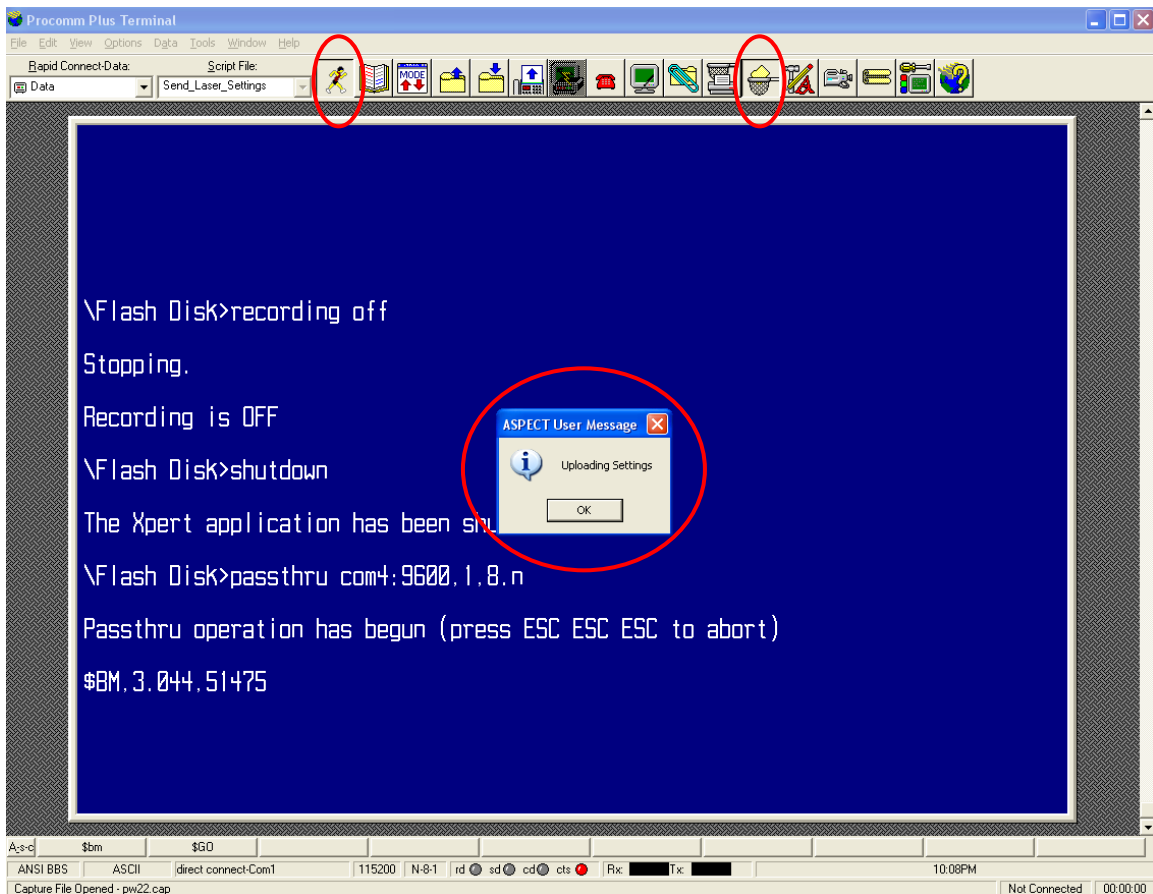 Procomm Plus Terminal
File Edit View Options Data Tools Window Help
Rapid Connect-Data: Script File:
Data Send_Laser_Settings
MODE
\Flash Disk>recording off
Stopping.
Recording is OFF
\Flash Disk>shutdown
The Xpert application has been shu
\Flash Disk>passthru com4:9600,1,8.n
Passthru operation has begun (press ESC ESC ESC to abort)
$BM,3.044,51475
ASPECT User Message
Uploading Settings
OK
A-s-c $bm $GO
ANSI BBS ASCII direct connect-Com1 115200 N-8-1 rd sd cd cts Rx: Tx: 10:08PM
Capture File Opened - pw22.cap Not Connected 00:00:00